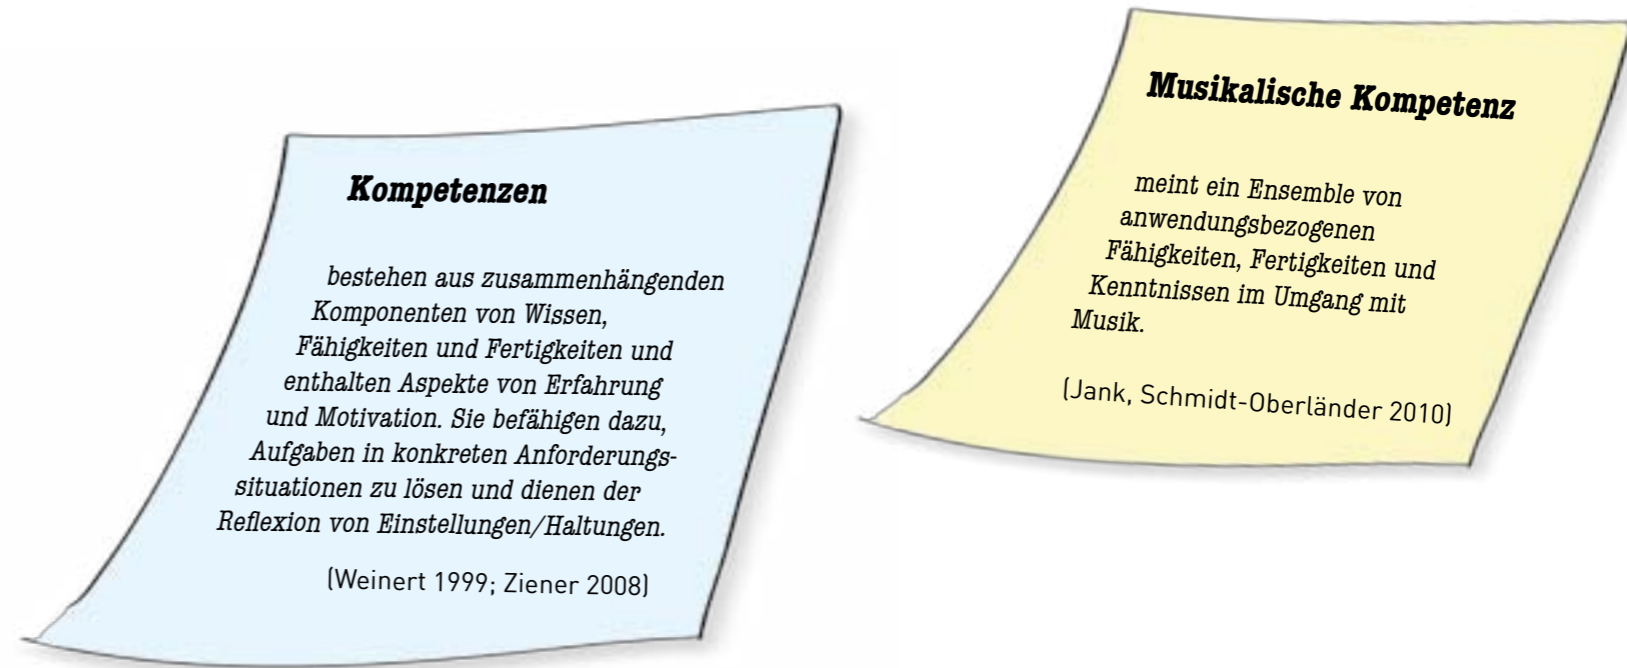 Kompetenzen
bestehen aus zusammenhängenden
Komponenten von Wissen,
Fähigkeiten und Fertigkeiten und
enthalten Aspekte von Erfahrung
und Motivation. Sie befähigen dazu,
Aufgaben in konkreten Anforderungs-
situationen zu lösen und dienen der
Reflexion von Einstellungen/Haltungen.
(Weinert 1999; Ziener 2008)
Musikalische Kompetenz
meint ein Ensemble von
anwendungsbezogenen
Fähigkeiten, Fertigkeiten und
Kenntnissen im Umgang mit
Musik.
(Jank, Schmidt-Oberländer 2010)